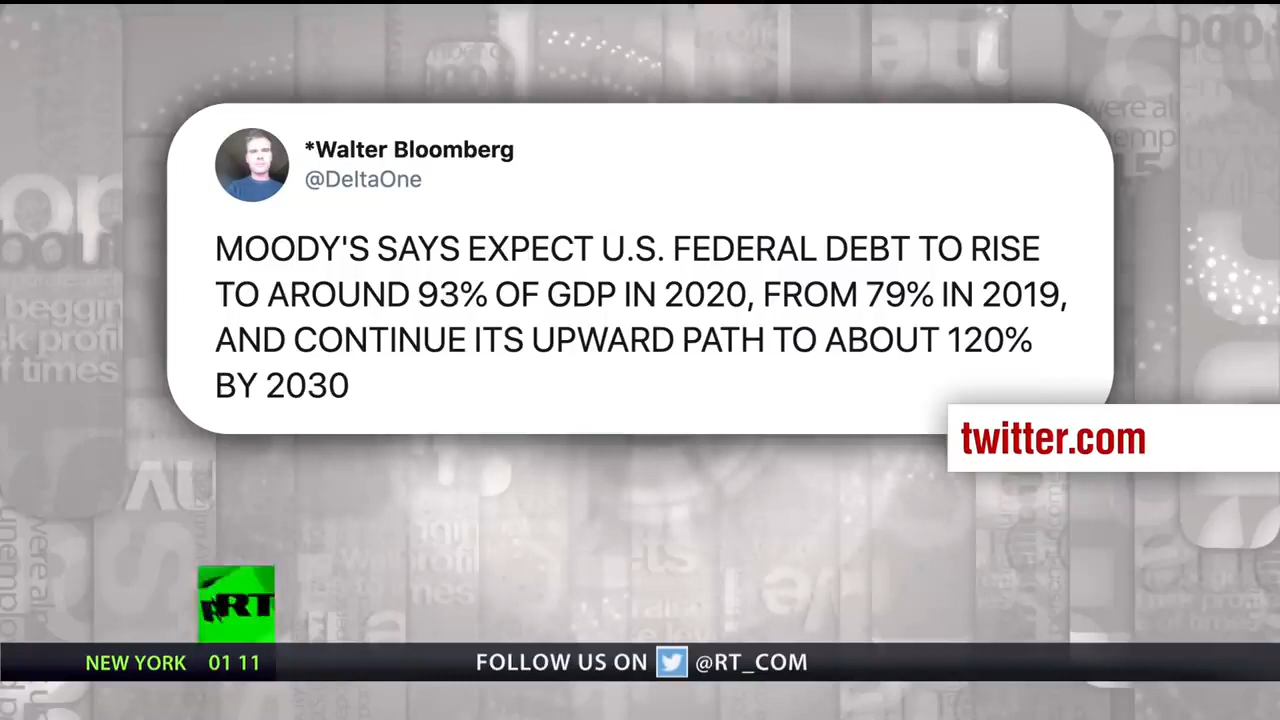 *Walter Bloomberg
@DeltaOne
MOODY'S SAYS EXPECT U.S. FEDERAL DEBT TO RISE
TO AROUND 93% OF GDP IN 2020, FROM 79% IN 2019,
AND CONTINUE ITS UPWARD PATH TO ABOUT 120%
BY 2030
twitter.com
RT
NEW YORK 01 11
FOLLOW US ON @RT_COM